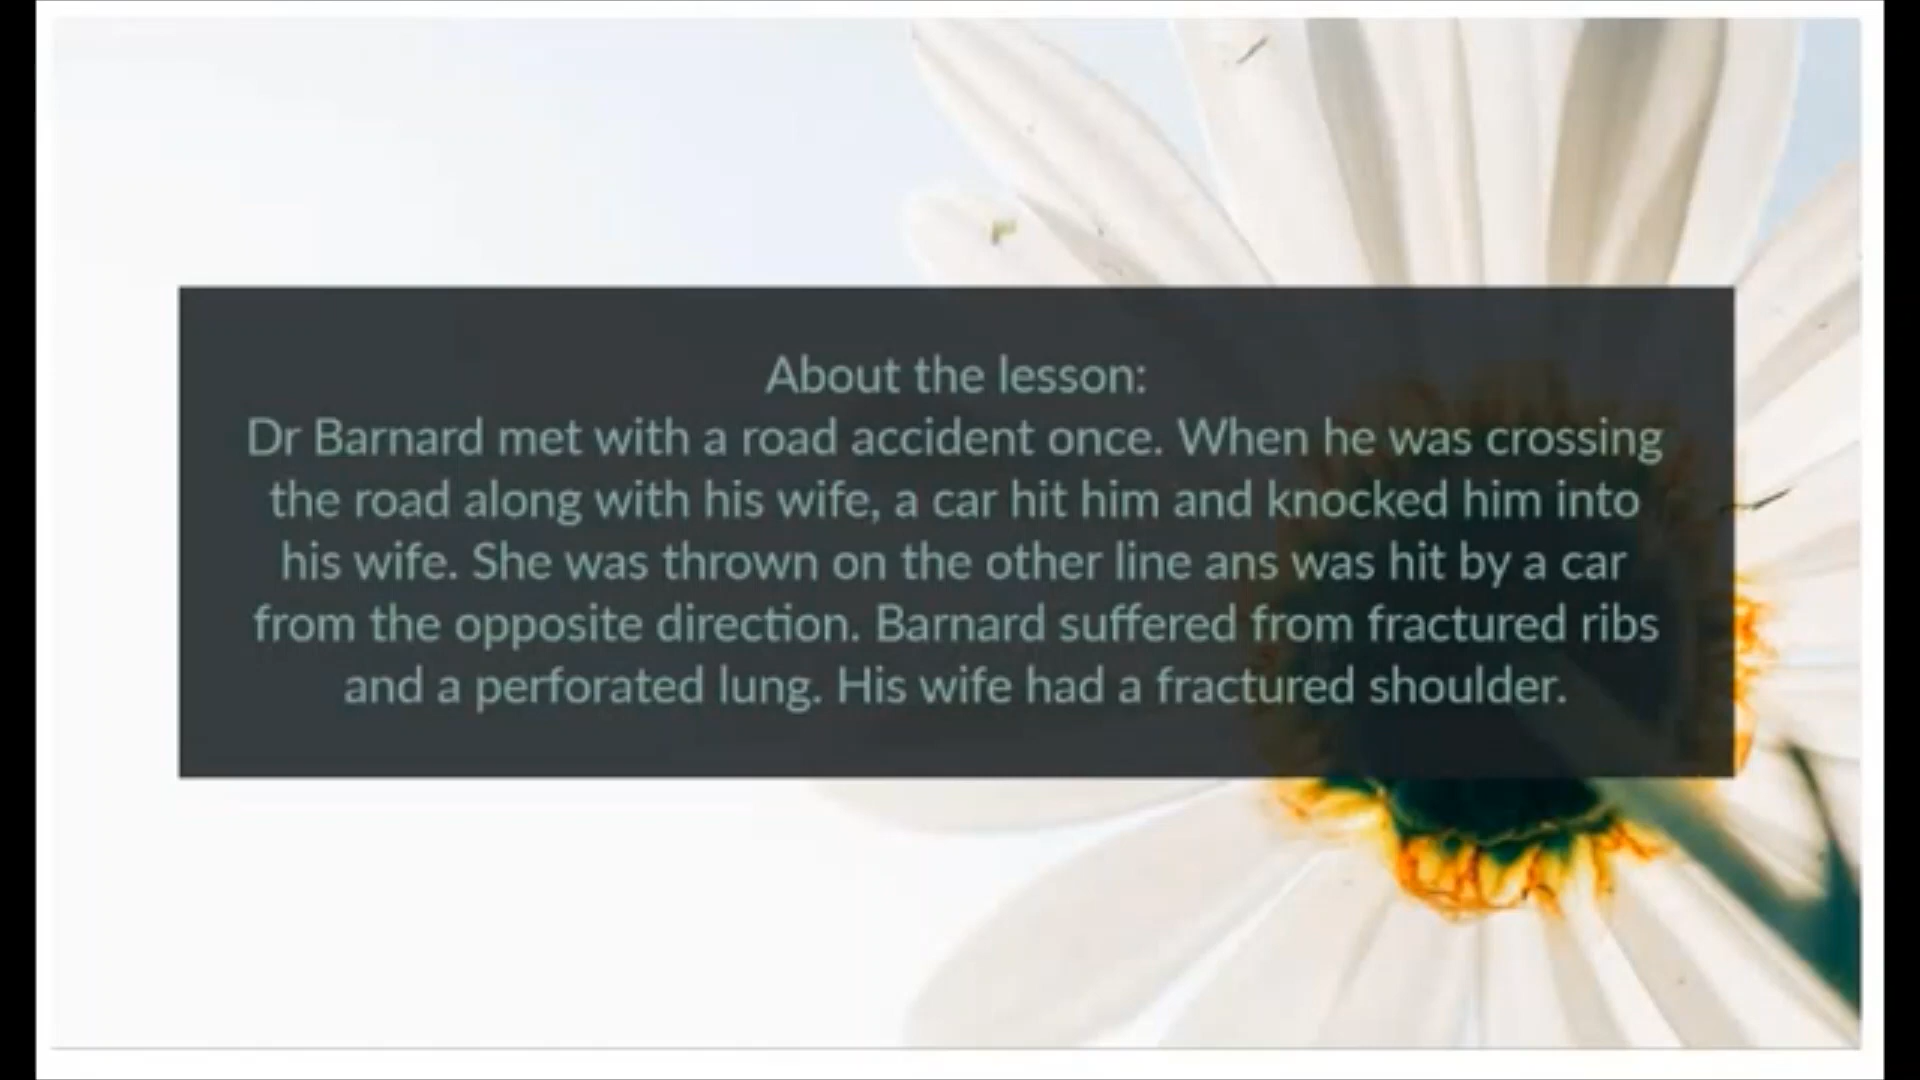 About the lesson:
Dr Barnard met with a road accident once. When he was crossing
the road along with his wife, a car hit him and knocked him into
his wife. She was thrown on the other line ans was hit by a car
from the opposite direction. Barnard suffered from fractured ribs
and a perforated lung. His wife had a fractured shoulder.